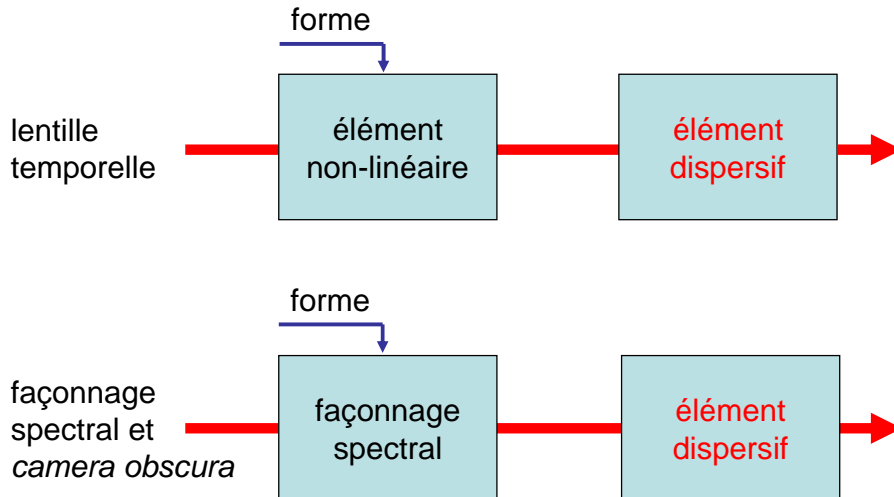 forme
lentille
temporelle
élément
non-linéaire
élément
dispersif
forme
façonnage
spectral et
camera obscura
façonnage
spectral
élément
dispersif